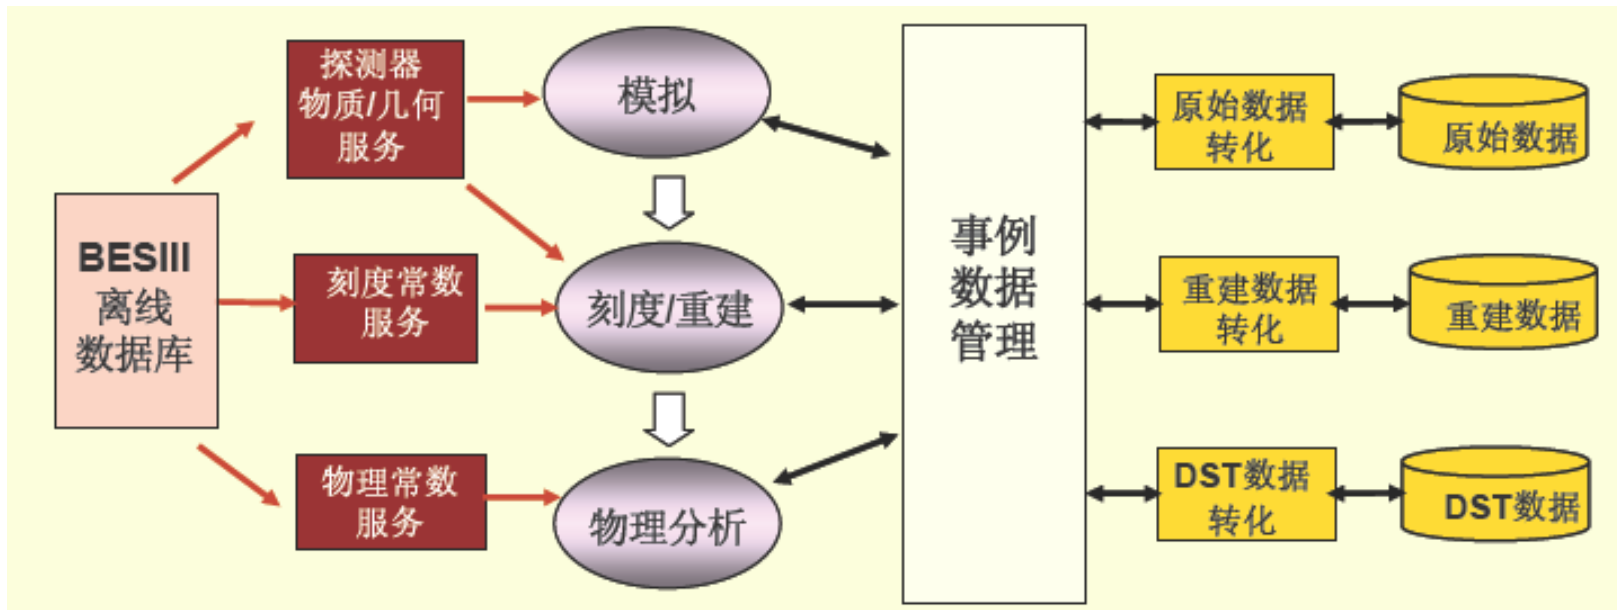 BESIII
离线
数据库
探测器
物质/几何
服务
刻度常数
服务
物理常数
服务
模拟
刻度/重建
物理分析
事例
数据
管理
原始数据
转化
原始数据
重建数据
转化
重建数据
DST数据
转化
DST数据